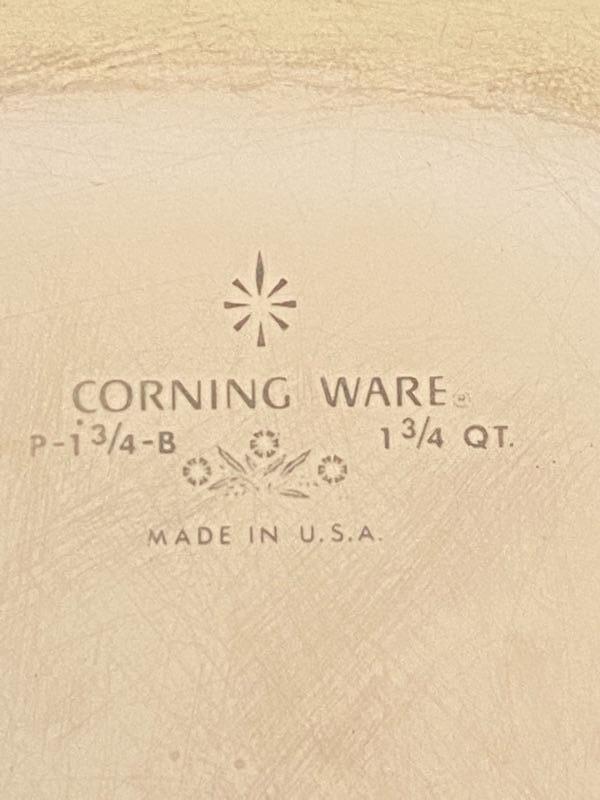 CORNING WARE®
P-1 3/4-B 1 3/4 QT.
MADE IN U.S.A.